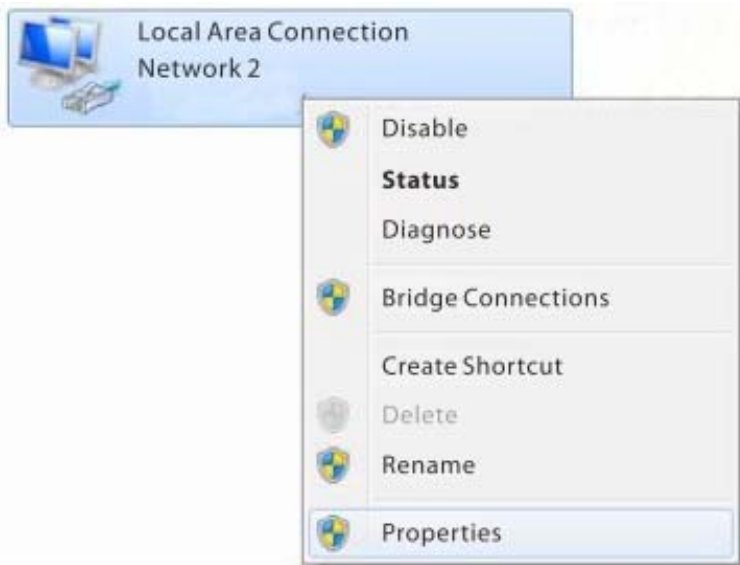 Local Area Connection
Network 2
Disable
Status
Diagnose
Bridge Connections
Create Shortcut
Delete
Rename
Properties